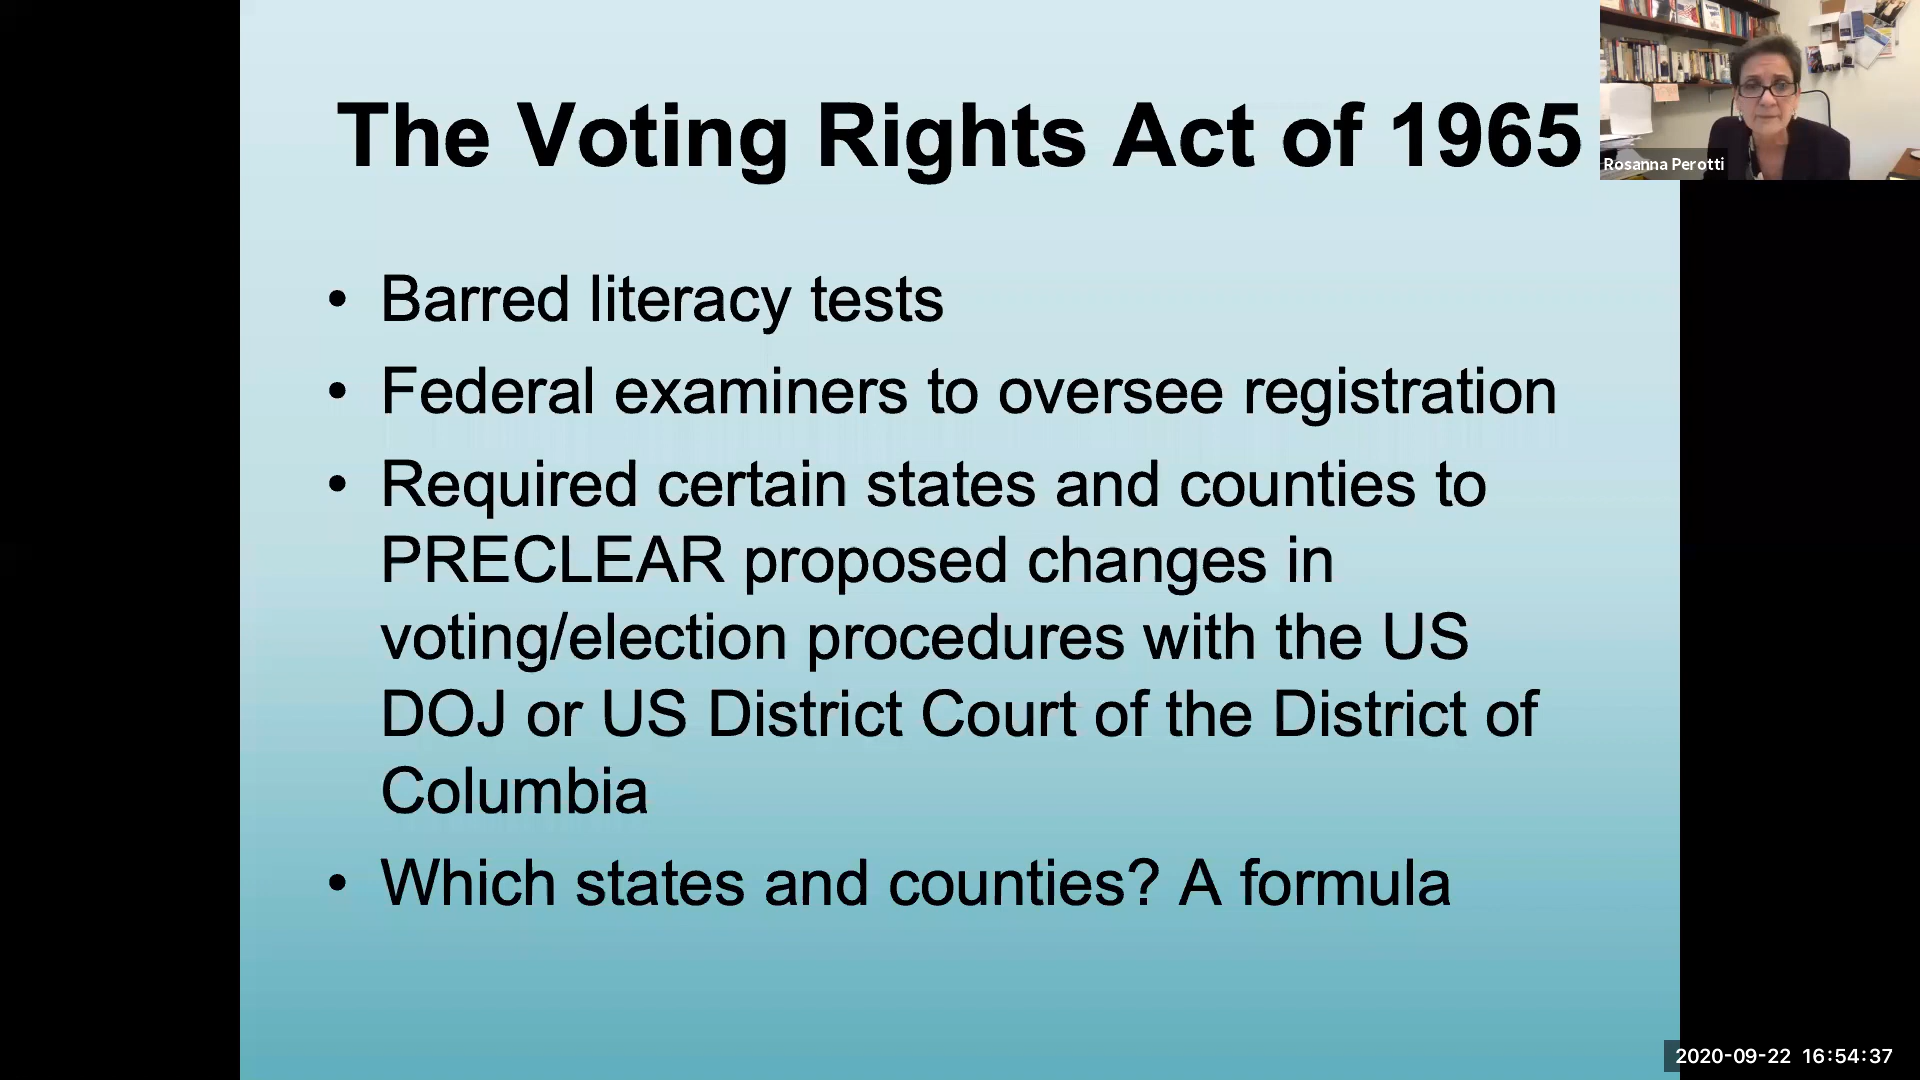 The Voting Rights Act of 1965
Rosanna Perotti
• Barred literacy tests
• Federal examiners to oversee registration
• Required certain states and counties to
PRECLEAR proposed changes in
voting/election procedures with the US
DOJ or US District Court of the District of
Columbia
• Which states and counties? A formula
2020-09-22 16:54:37